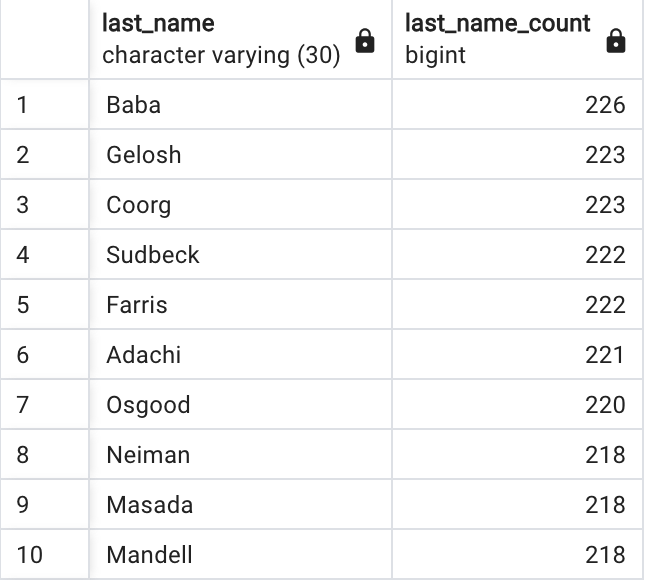 last_name last_name_count
character varying (30) bigint
1 Baba 226
2 Gelosh 223
3 Coorg 223
4 Sudbeck 222
5 Farris 222
6 Adachi 221
7 Osgood 220
8 Neiman 218
9 Masada 218
10 Mandell 218